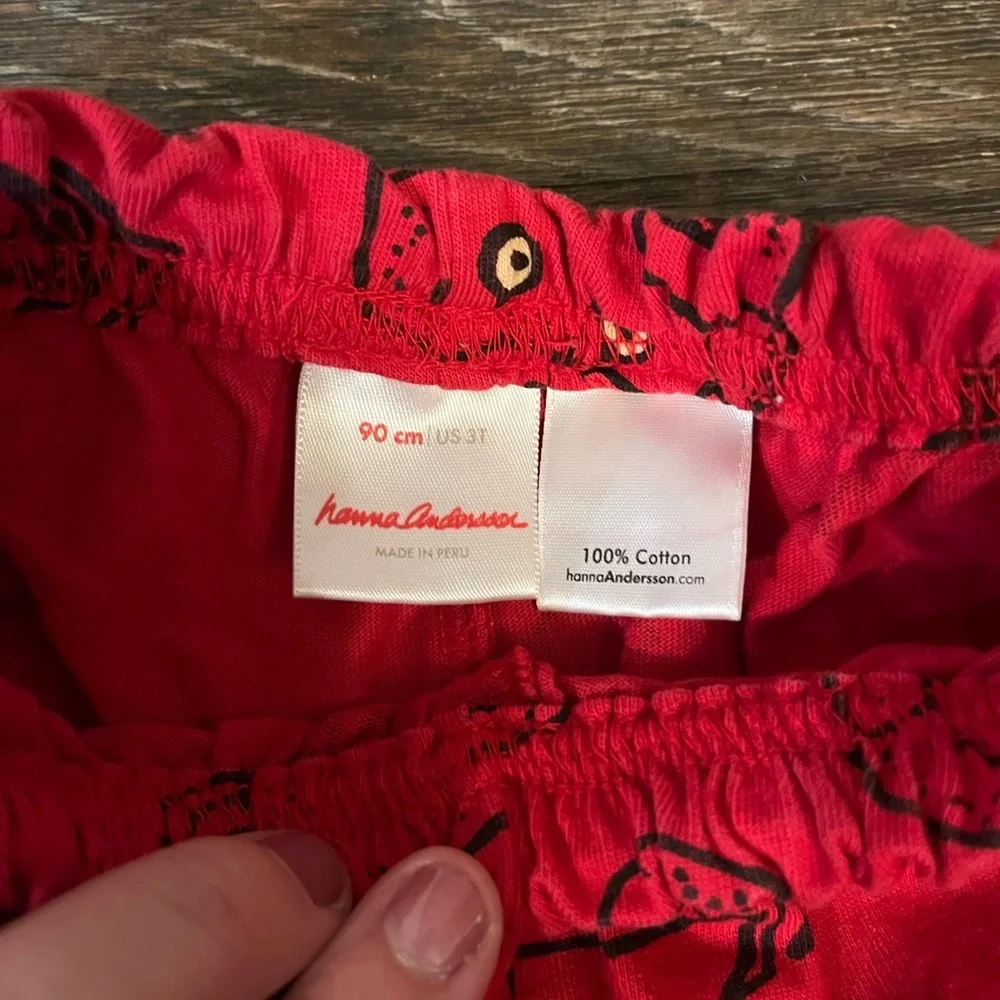 90 cm | US 3T
hanna Andersson
MADE IN PERU
100% Cotton
hannaAndersson.com